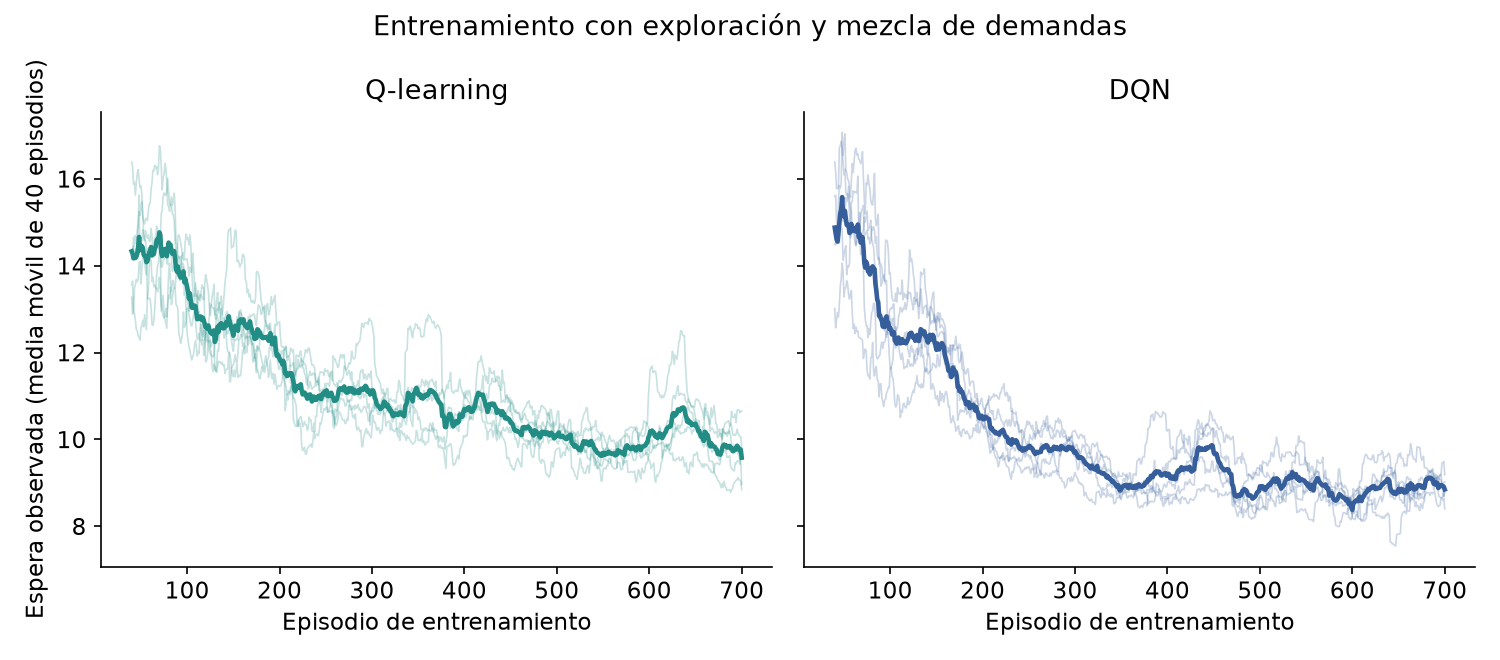 Entrenamiento con exploración y mezcla de demandas
Q-learning
DQN
Espera observada (media móvil de 40 episodios)
16
14
12
10
8
100 200 300 400 500 600 700
100 200 300 400 500 600 700
Episodio de entrenamiento
Episodio de entrenamiento